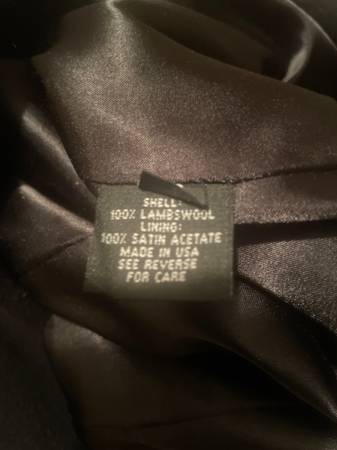 SHELL:
100% LAMBSWOOL
LINING:
100% SATIN ACETATE
MADE IN USA
SEE REVERSE
FOR CARE